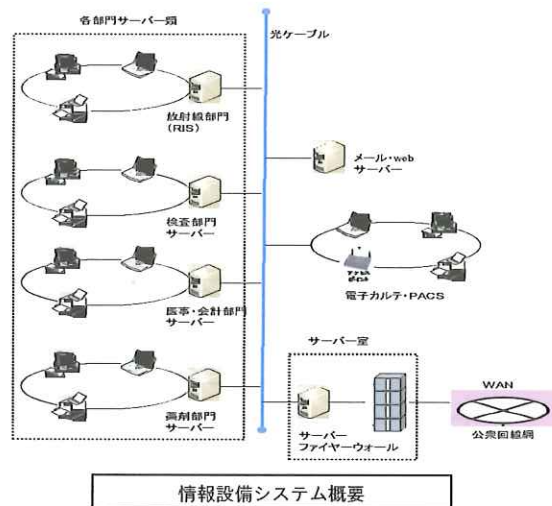 各部門サーバー類
光ケーブル
放射線部門
(RIS)
メール・web
サーバー
検査部門
サーバー
電子カルテ・PACS
医事・会計部門
サーバー
サーバー室
薬剤部門
サーバー
サーバー
ファイヤーウォール
WAN
公衆回線網
情報設備システム概要